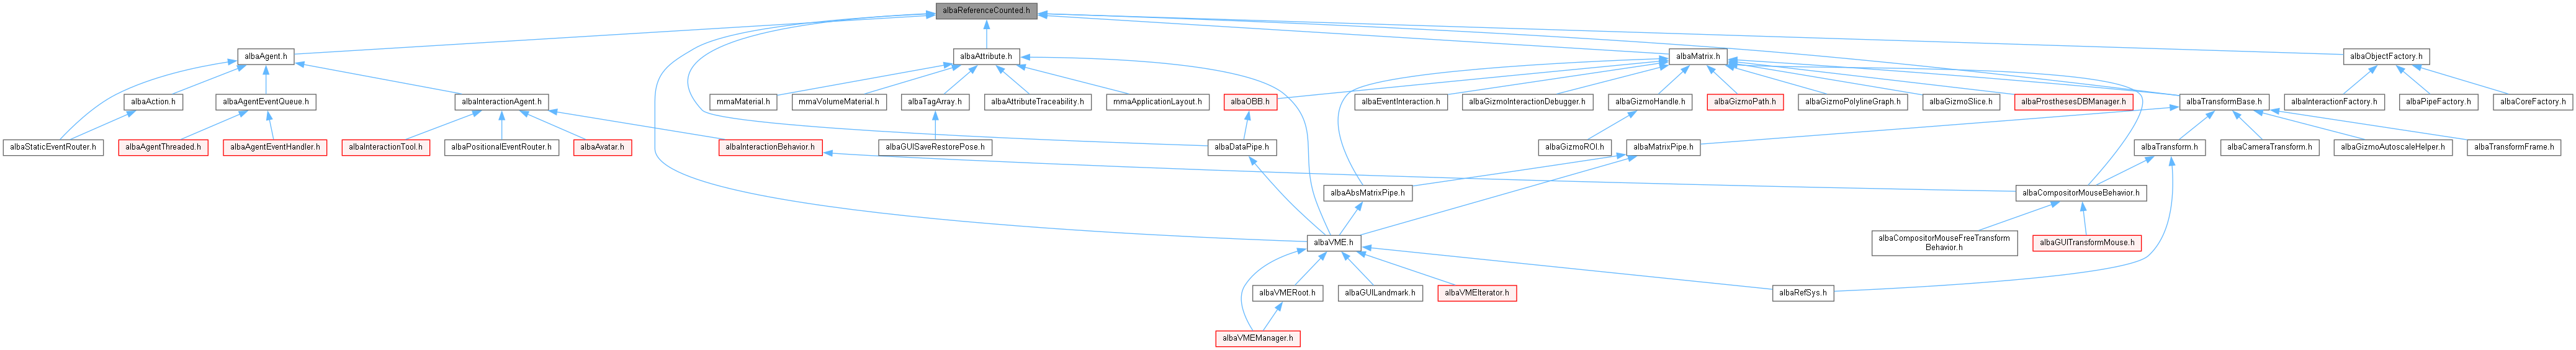 albaReferenceCounted.h
albaAgent.h
albaAttribute.h
albaMatrix.h
albaObjectFactory.h
albaAction.h
albaAgentEventQueue.h
albaInteractionAgent.h
mmaMaterial.h
mmaVolumeMaterial.h
albaTagArray.h
albaAttributeTraceability.h
mmaApplicationLayout.h
albaOBB.h
albaEventInteraction.h
albaGizmoInteractionDebugger.h
albaGizmoHandle.h
albaGizmoPath.h
albaGizmoPolylineGraph.h
albaGizmoSlice.h
albaProsthesesDBManager.h
albaTransformBase.h
albaInteractionFactory.h
albaPipeFactory.h
albaCoreFactory.h
albaStaticEventRouter.h
albaAgentThreaded.h
albaAgentEventHandler.h
albaInteractionTool.h
albaPositionalEventRouter.h
albaAvatar.h
albaInteractionBehavior.h
albaGUISaveRestorePose.h
albaDataPipe.h
albaGizmoROI.h
albaMatrixPipe.h
albaTransform.h
albaCameraTransform.h
albaGizmoAutoscaleHelper.h
albaTransformFrame.h
albaAbsMatrixPipe.h
albaCompositorMouseBehavior.h
albaVME.h
albaCompositorMouseFreeTransform
Behavior.h
albaGUITransformMouse.h
albaVMERoot.h
albaGUILandmark.h
albaVMEIterator.h
albaRefSys.h
albaVMEManager.h